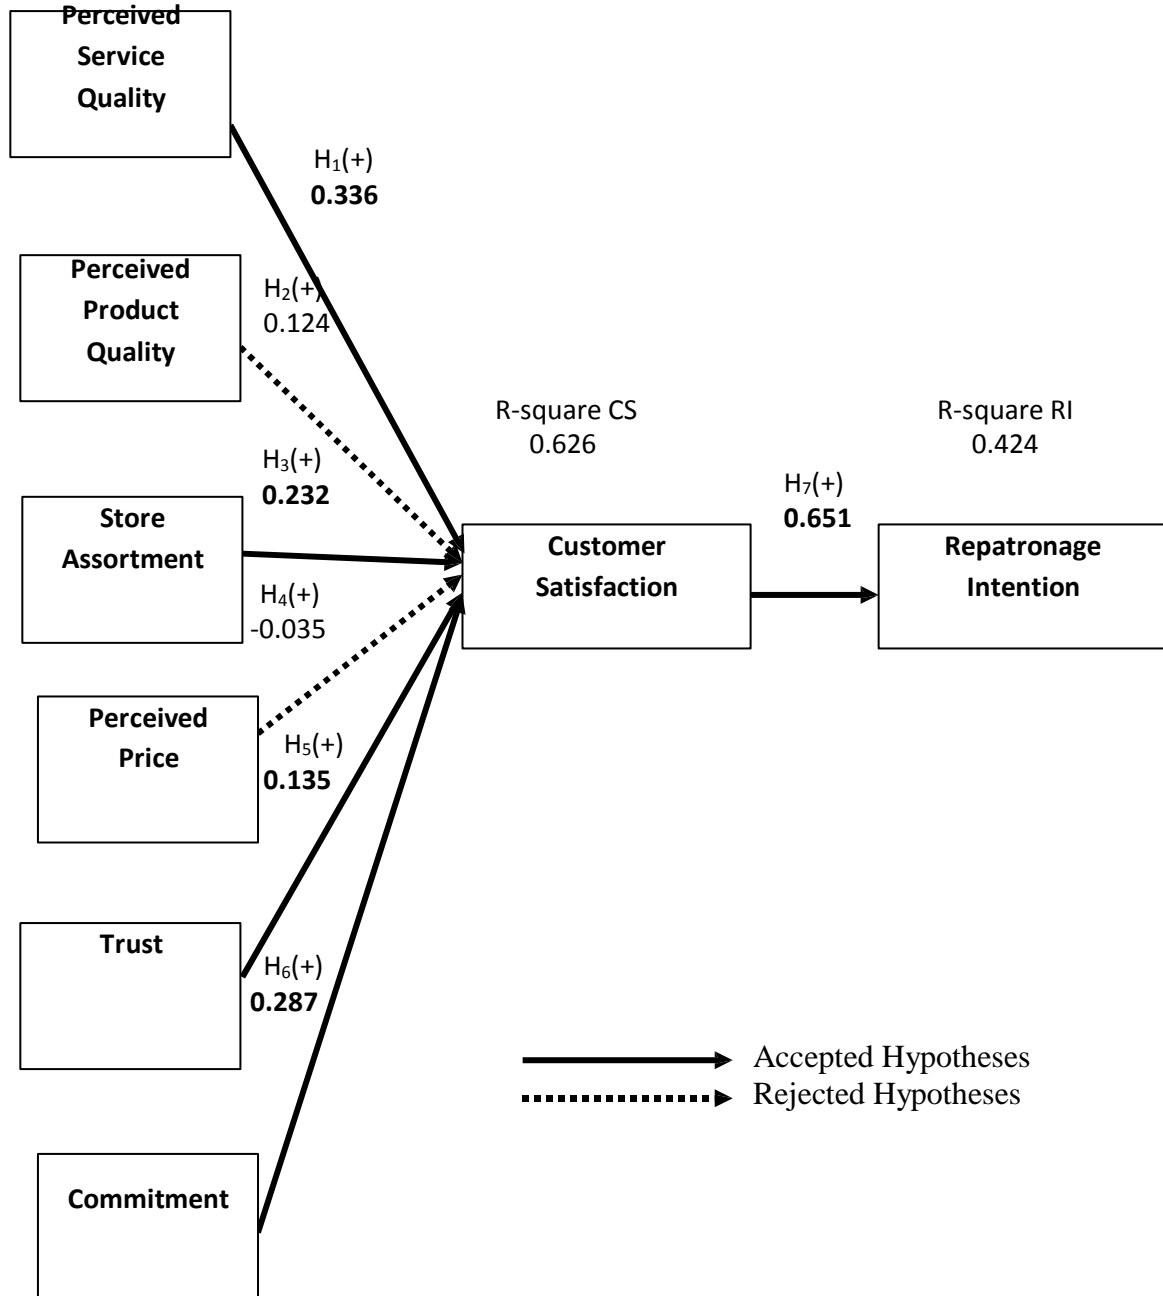 Perceived
Service
Quality
H₁(+)
0.336
Perceived
Product
Quality
H₂(+)
0.124
R-square CS
0.626
R-square RI
0.424
H₃(+)
0.232
H₇(+)
0.651
Store
Assortment
Customer
Satisfaction
Repatronage
Intention
H₄(+)
-0.035
Perceived
Price
H₅(+)
0.135
Trust
H₆(+)
0.287
Accepted Hypotheses
Rejected Hypotheses
Commitment